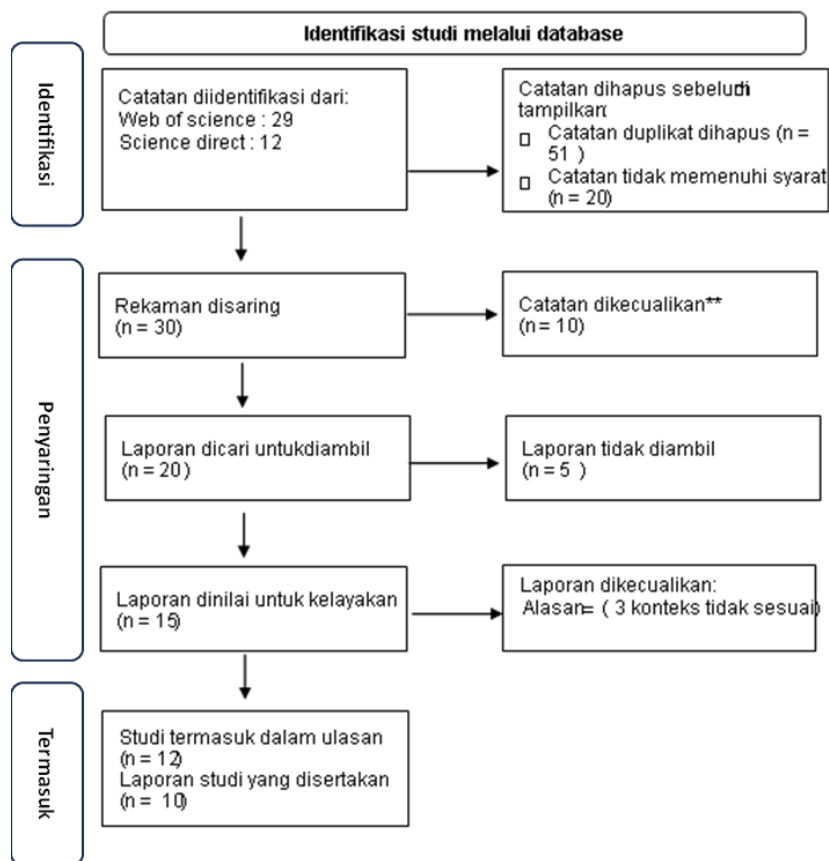 Identifikasi studi melalui database
Identifikasi
Catatan diidentifikasi dari:
Web of science : 29
Science direct : 12
Catatan dihapus sebelum di
tampilkan:
Catatan duplikat dihapus (n =
51 )
Catatan tidak memenuhi syarat
(n = 20)
Penyaringan
Rekaman disaring
(n = 30)
Catatan dikecualikan**
(n = 10)
Laporan dicari untukdiambil
(n = 20)
Laporan tidak diambil
(n = 5 )
Laporan dinilai untuk kelayakan
(n = 15)
Laporan dikecualikan:
Alasan= ( 3 konteks tidak sesuai)
Termasuk
Studi termasuk dalam ulasan
(n = 12)
Laporan studi yang disertakan
(n = 10)